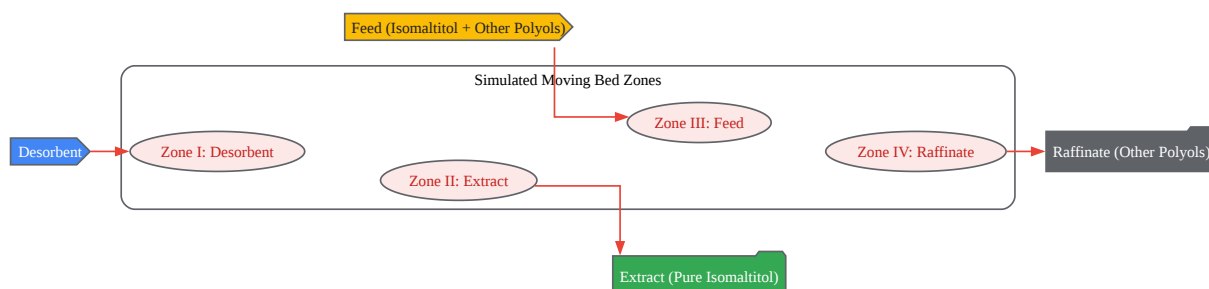 Feed (Isomaltitol + Other Polyols)
Simulated Moving Bed Zones
Zone III: Feed
Desorbent
Zone I: Desorbent
Zone IV: Raffinate
Raffinate (Other Polyols)
Zone II: Extract
Extract (Pure Isomaltitol)